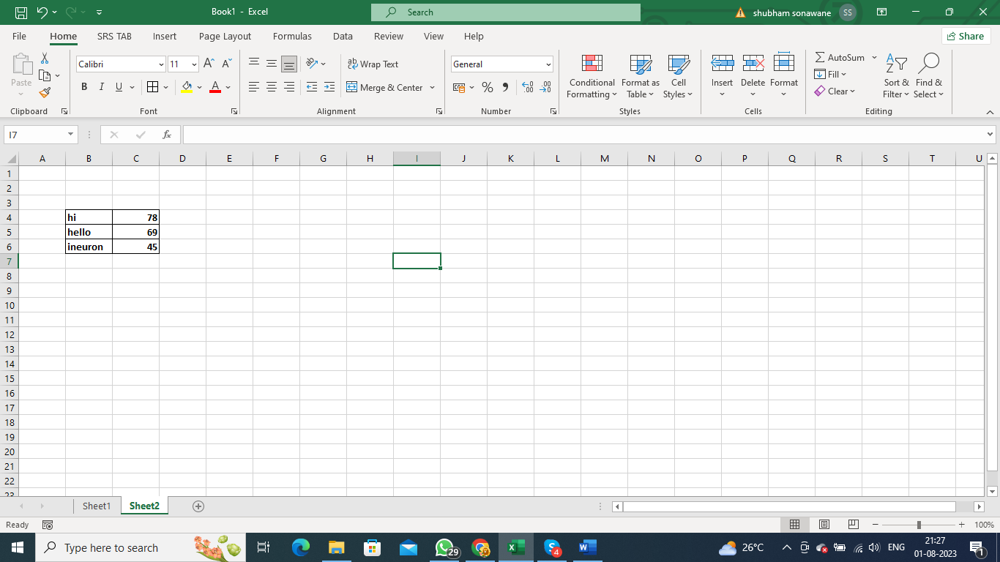 Book1 - Excel
Search
shubham sonawane
SS
File Home SRS TAB Insert Page Layout Formulas Data Review View Help
Share
Paste
Calibri 11 A^ A˅
Wrap Text
General
Conditional Formatting
Format as Table
Cell Styles
Insert Delete Format
AutoSum
Fill
Clear
Sort & Filter
Find & Select
B I U A
Merge & Center
% ,
Clipboard Font Alignment Number Styles Cells Editing
I7
fx
A B C D E F G H I J K L M N O P Q R S T U
1
2
3
4 hi 78
5 hello 69
6 ineuron 45
7
8
9
10
11
12
13
14
15
16
17
18
19
20
21
22
23
Sheet1 Sheet2
Ready
100%
Type here to search
29
4
26°C
ENG
21:27
01-08-2023
1